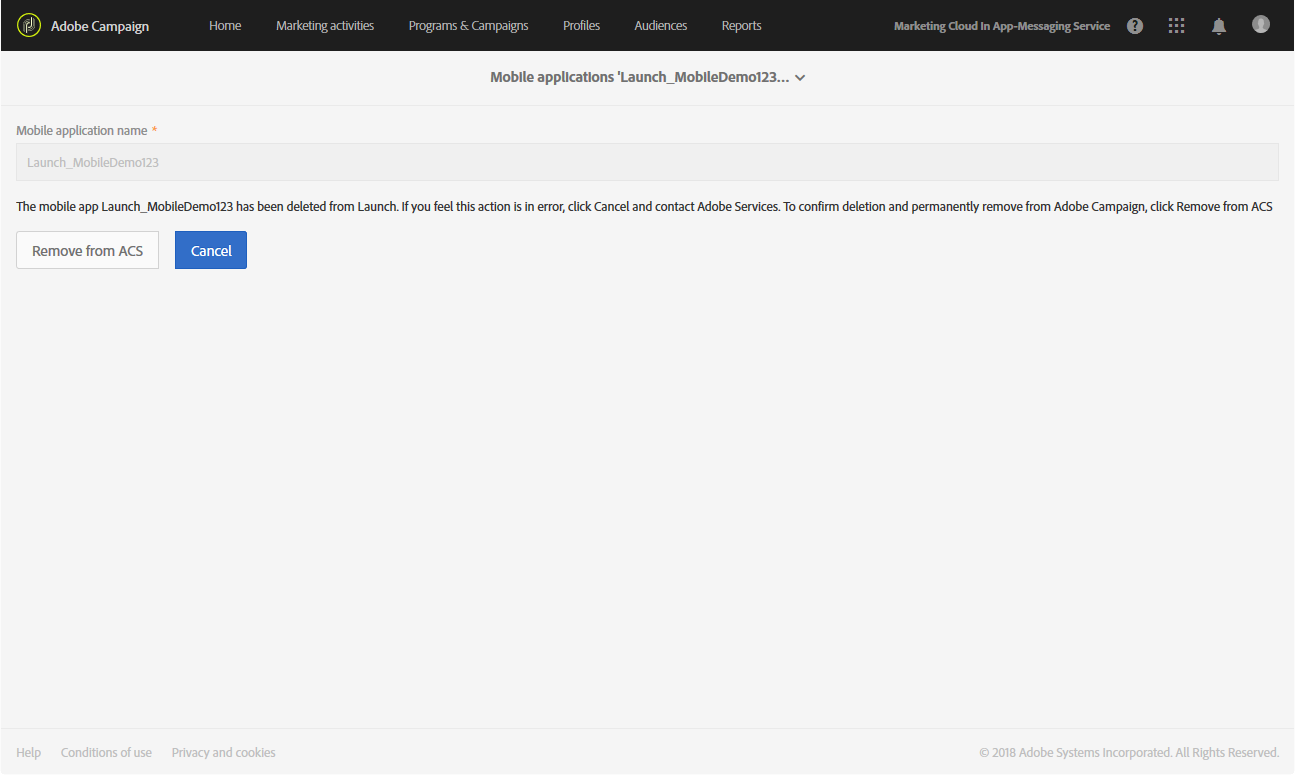 Adobe Campaign Home Marketing activities Programs & Campaigns Profiles Audiences Reports Marketing Cloud In App-Messaging Service ?
Mobile applications 'Launch_MobileDemo123...
Mobile application name *
Launch_MobileDemo123
The mobile app Launch_MobileDemo123 has been deleted from Launch. If you feel this action is in error, click Cancel and contact Adobe Services. To confirm deletion and permanently remove from Adobe Campaign, click Remove from ACS
Remove from ACS Cancel
Help Conditions of use Privacy and cookies © 2018 Adobe Systems Incorporated. All Rights Reserved.